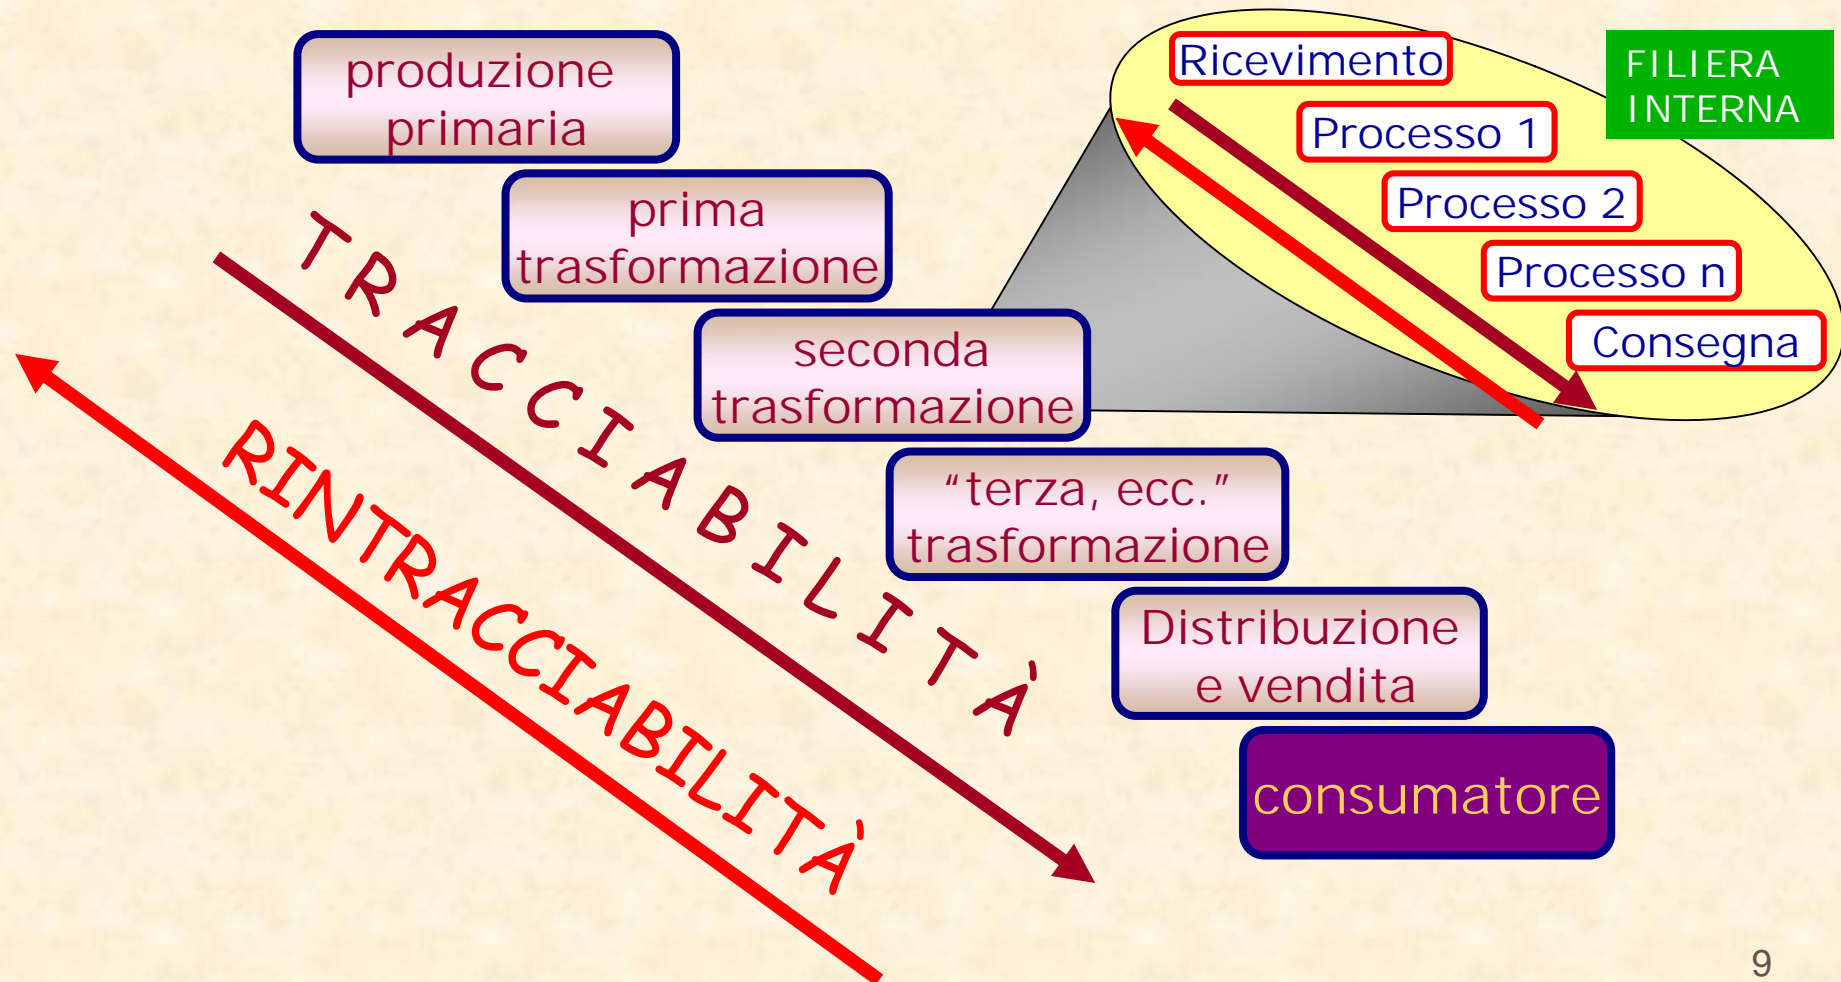 produzione
primaria
prima
trasformazione
seconda
trasformazione
“terza, ecc.”
trasformazione
Distribuzione
e vendita
consumatore
TRACCIABILITÀ
RINTRACCIABILITÀ
FILIERA
INTERNA
Ricevimento
Processo 1
Processo 2
Processo n
Consegna
9